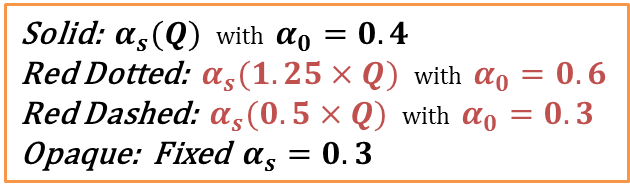 Solid: αₛ(Q) with α₀ = 0.4
Red Dotted: αₛ(1.25 × Q) with α₀ = 0.6
Red Dashed: αₛ(0.5 × Q) with α₀ = 0.3
Opaque: Fixed αₛ = 0.3